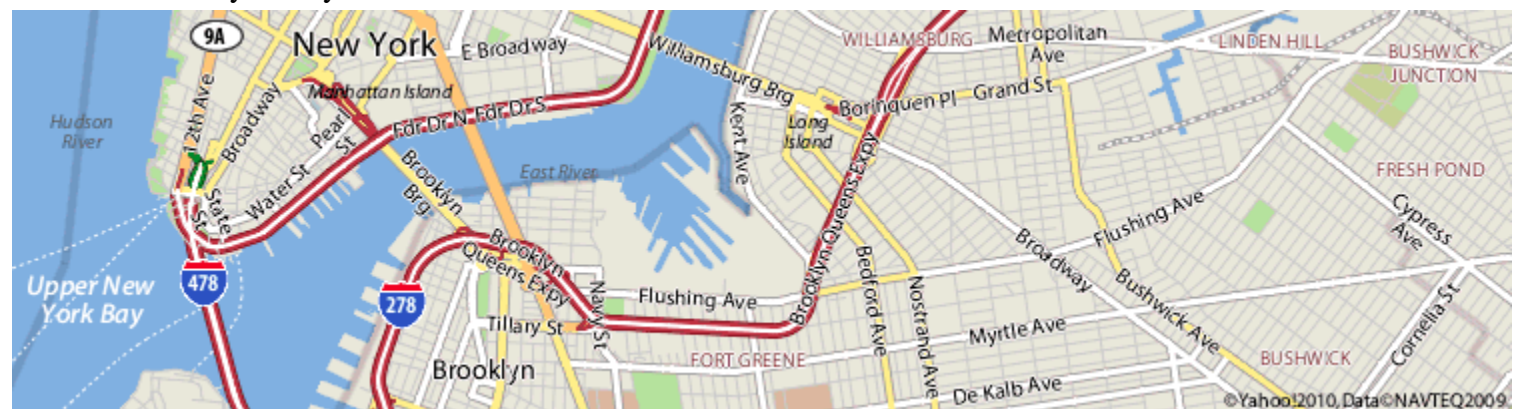 9A
New York
E Broadway
Williamsburg Brg
WILLIAMSBURG
Metropolitan
Ave
LINDEN HILL
BUSHWICK
JUNCTION
Hudson
River
12th Ave
Broadway
Manhattan Island
Pearl
St
Fdr Dr N
Fdr Dr S
Kent Ave
Long
Island
Borinquen Pl
Grand St
FRESH POND
State
St
Water St
Brooklyn
Brg
East River
Brooklyn Queens Expy
Flushing Ave
Cypress
Ave
Upper New
York Bay
478
278
Brooklyn
Queens Expy
Navy St
Flushing Ave
Tillary St
Bedford Ave
Nostrand Ave
Broadway
Bushwick Ave
Myrtle Ave
Cornelia St
Brooklyn
FORT GREENE
BUSHWICK
De Kalb Ave
©Yahoo!2010, Data©NAVTEQ2009